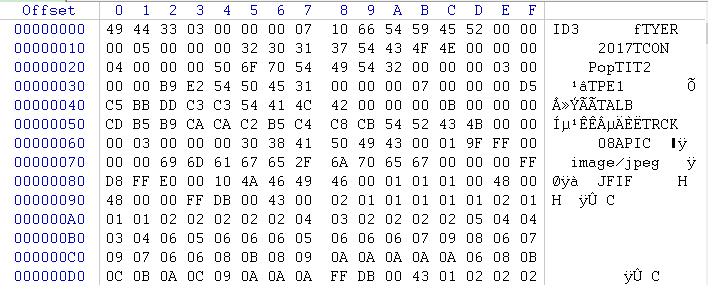 Offset 0 1 2 3 4 5 6 7 8 9 A B C D E F
00000000 49 44 33 03 00 00 00 07 10 66 54 59 45 52 00 00 ID3 fTYER
00000010 00 05 00 00 00 32 30 31 37 54 43 4F 4E 00 00 00 2017TCON
00000020 04 00 00 00 50 6F 70 54 49 54 32 00 00 00 03 00 PopTIT2
00000030 00 00 B9 E2 54 50 45 31 00 00 00 07 00 00 00 D5 ¹âTPE1 Õ
00000040 C5 BB DD C3 C3 54 41 4C 42 00 00 00 0B 00 00 00 Å»ÝÃÃTALB
00000050 CD B5 B9 CA CA C2 B5 C4 C8 CB 54 52 43 4B 00 00 Íµ¹ÊÊÂµÄÈËTRCK
00000060 00 03 00 00 00 30 38 41 50 49 43 00 01 9F FF 00 08APIC ÿ
00000070 00 00 69 6D 61 67 65 2F 6A 70 65 67 00 00 00 FF image/jpeg ÿ
00000080 D8 FF E0 00 10 4A 46 49 46 00 01 01 01 00 48 00 Øÿà JFIF H
00000090 48 00 00 FF DB 00 43 00 02 01 01 01 01 01 02 01 H ÿÛ C
000000A0 01 01 02 02 02 02 02 04 03 02 02 02 02 05 04 04
000000B0 03 04 06 05 06 06 06 05 06 06 06 07 09 08 06 07
000000C0 09 07 06 06 08 0B 08 09 0A 0A 0A 0A 0A 06 08 0B
000000D0 0C 0B 0A 0C 09 0A 0A 0A FF DB 00 43 01 02 02 02 ÿÛ C